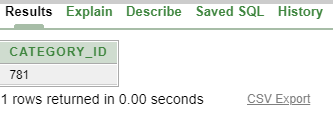 Results Explain Describe Saved SQL History
CATEGORY_ID
781
1 rows returned in 0.00 seconds CSV Export